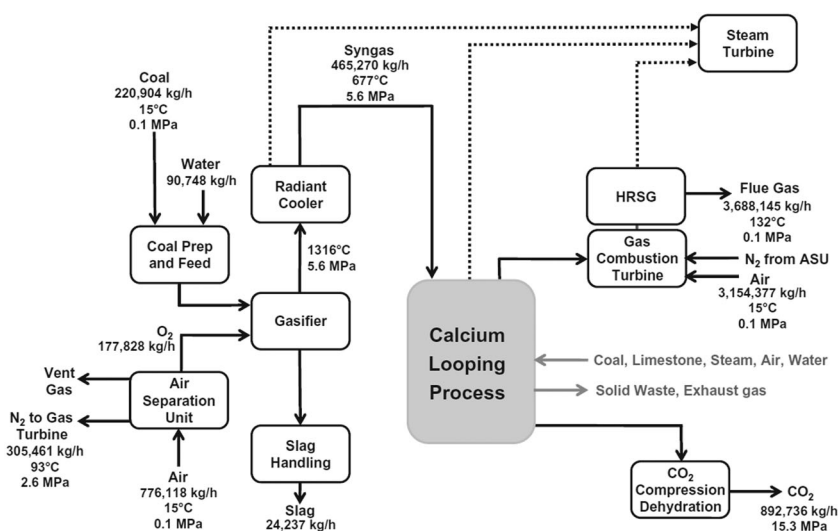 Steam
Turbine
Syngas
465,270 kg/h
677°C
5.6 MPa
Coal
220,904 kg/h
15°C
0.1 MPa
Water
90,748 kg/h
Radiant
Cooler
HRSG
Flue Gas
3,688,145 kg/h
132°C
0.1 MPa
Coal Prep
and Feed
1316°C
5.6 MPa
Gas
Combustion
Turbine
N2 from ASU
Air
3,154,377 kg/h
15°C
0.1 MPa
Gasifier
O2
177,828 kg/h
Calcium
Looping
Process
Coal, Limestone, Steam, Air, Water
Solid Waste, Exhaust gas
Vent
Gas
Air
Separation
Unit
N2 to Gas
Turbine
305,461 kg/h
93°C
2.6 MPa
Slag
Handling
Air
776,118 kg/h
15°C
0.1 MPa
Slag
24,237 kg/h
CO2
Compression
Dehydration
CO2
892,736 kg/h
15.3 MPa